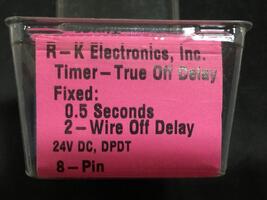 R-K Electronics, Inc.
Timer-True Off Delay
Fixed:
0.5 Seconds
2-Wire Off Delay
24V DC, DPDT
8-Pin